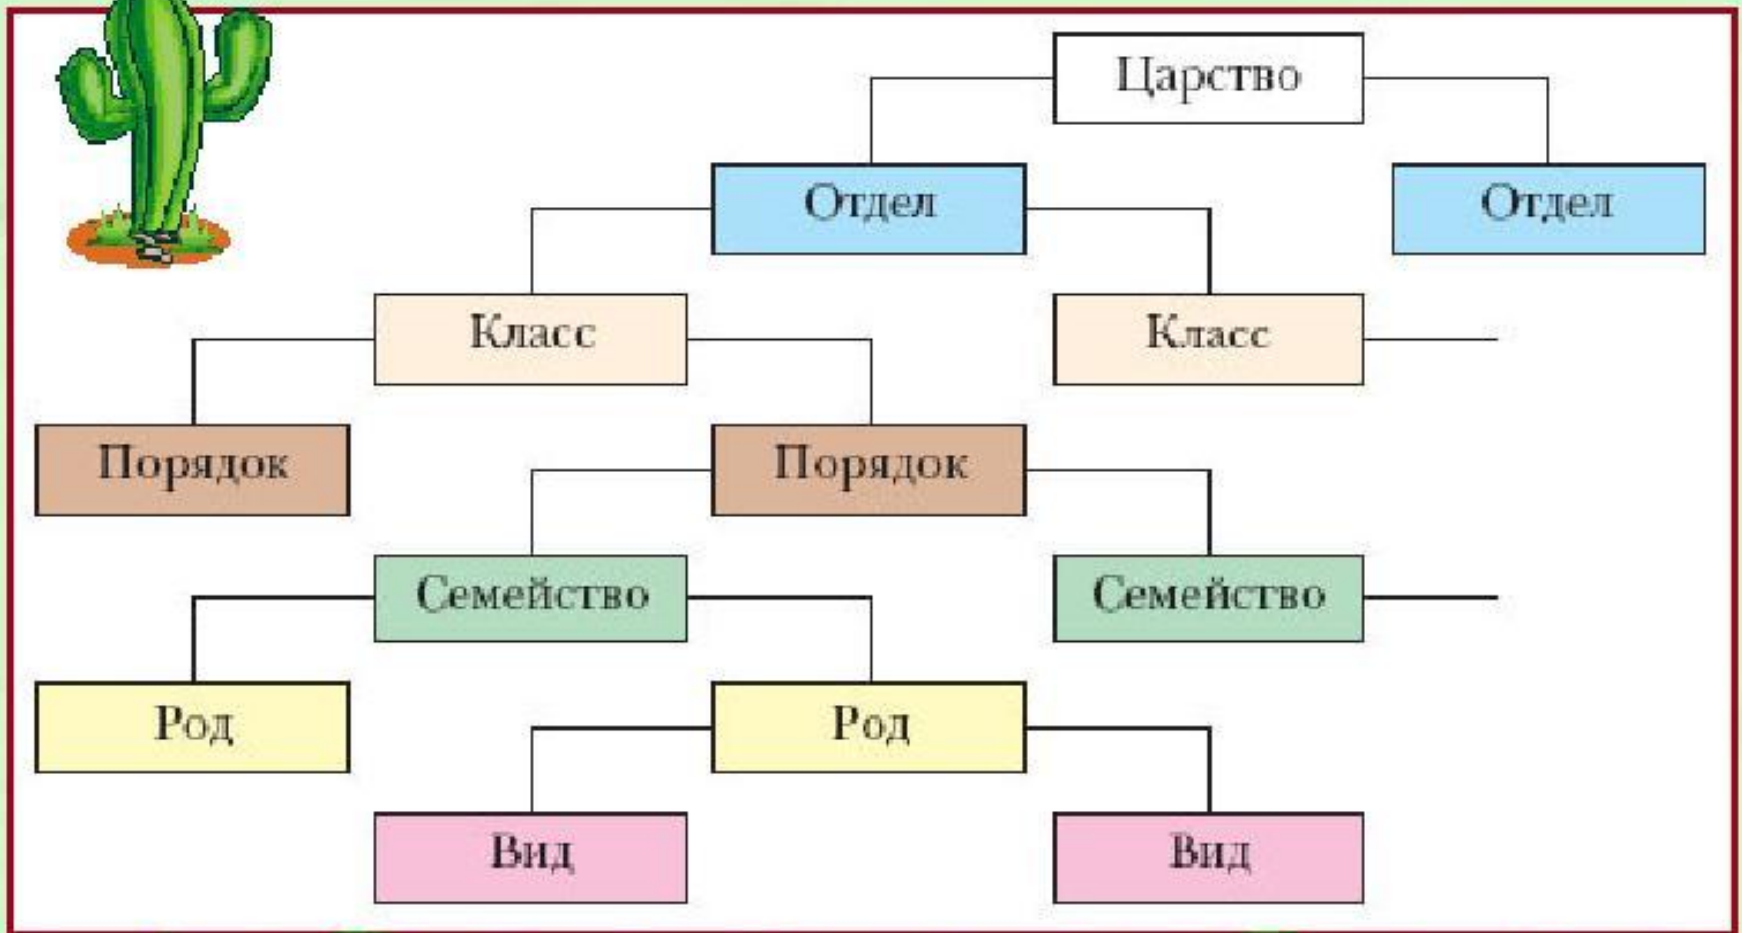 Царство
Отдел Отдел
Класс Класс
Порядок Порядок
Семейство Семейство
Род Род
Вид Вид